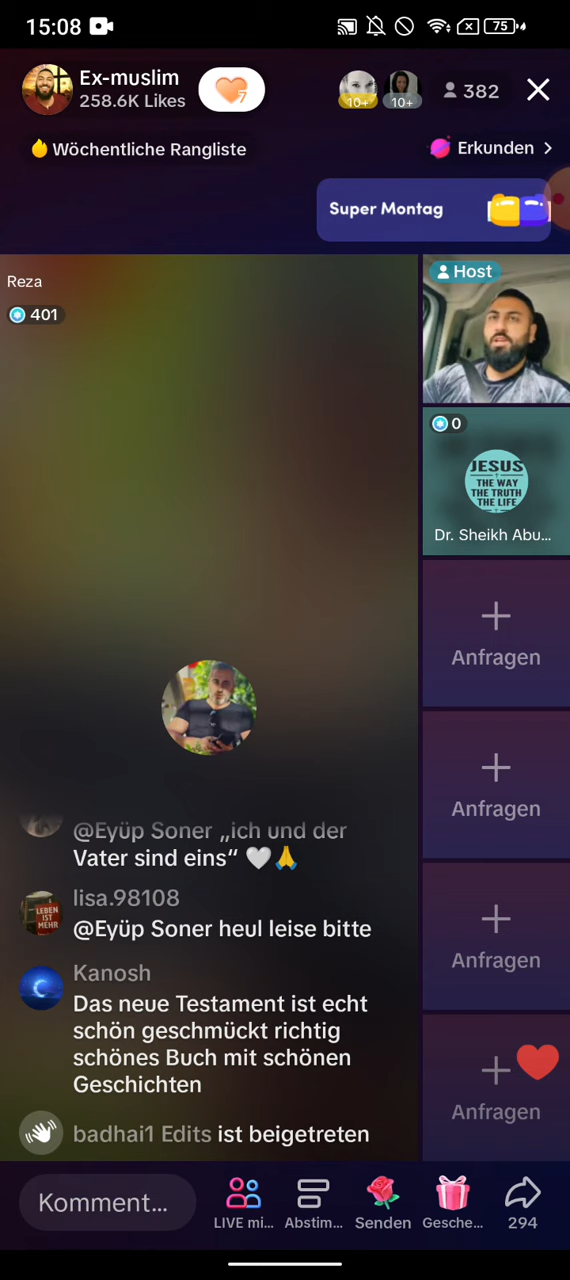 15:08
75
Ex-muslim
258.6K Likes
7
10+
10+
382
Wöchentliche Rangliste
Erkunden
Super Montag
Reza
401
Host
0
JESUS
THE WAY
THE TRUTH
THE LIFE
Dr. Sheikh Abu...
Anfragen
Anfragen
Anfragen
Anfragen
@Eyüp Soner „ich und der
Vater sind eins“ 🤍🙏
lisa.98108
LEBEN
IST
MEHR
@Eyüp Soner heul leise bitte
Kanosh
Das neue Testament ist echt
schön geschmückt richtig
schönes Buch mit schönen
Geschichten
badhai1 Edits ist beigetreten
Komment...
LIVE mi...
Abstim...
Senden
Gesche...
294